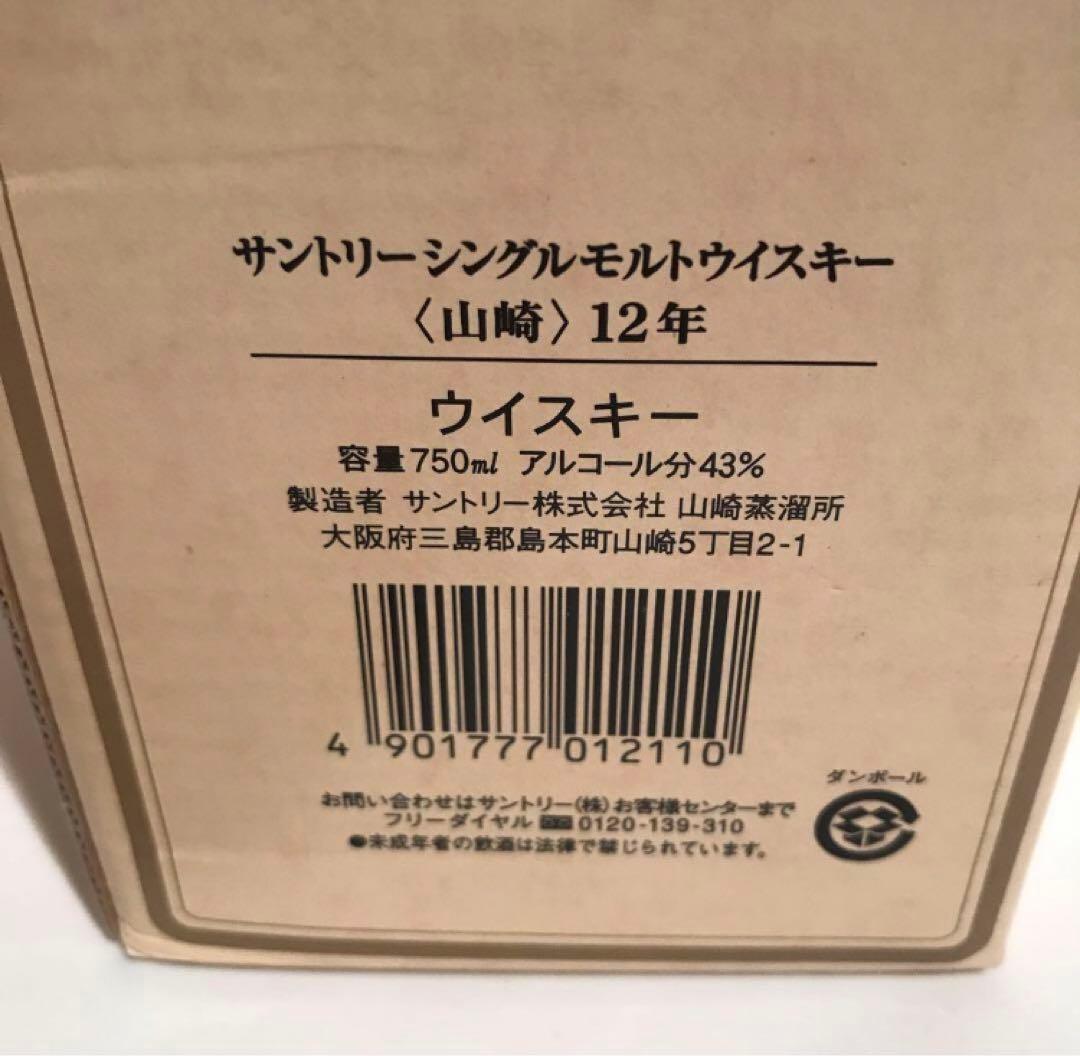 サントリーシングルモルトウイスキー
〈山崎〉12年
ウイスキー
容量750ml アルコール分43%
製造者 サントリー株式会社 山崎蒸溜所
大阪府三島郡島本町山崎5丁目2-1
4 901777 012110
ダンボール
お問い合わせはサントリー(株)お客様センターまで
フリーダイヤル 0120-139-310
●未成年者の飲酒は法律で禁じられています。